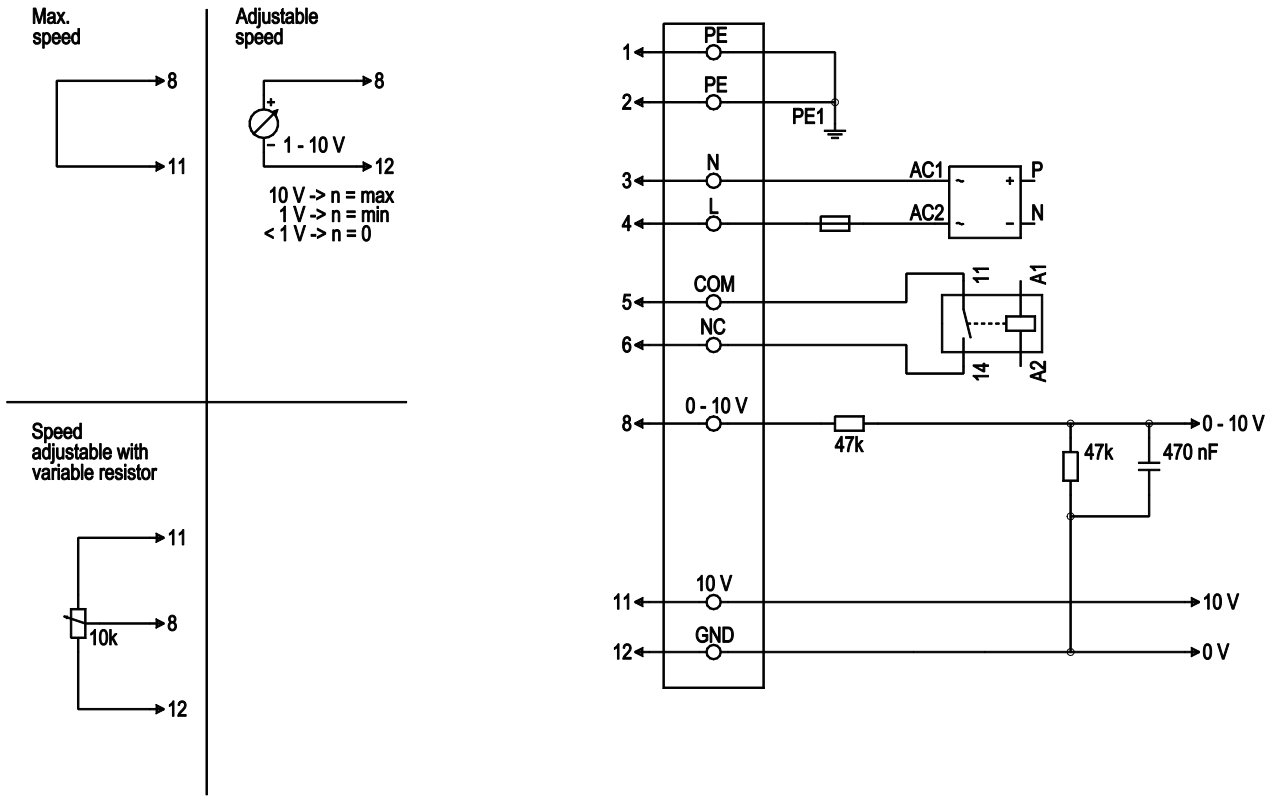 Max.
speed
8
11
Adjustable
speed
8
+
− 1 - 10 V
12
10 V -> n = max
1 V -> n = min
< 1 V -> n = 0
Speed
adjustable with
variable resistor
11
8
10k
12
PE
1
PE
2
PE1
N
3
AC1 ~ + P
L
4
AC2 ~ − N
COM
5
11 A1
NC
6
14 A2
0 - 10 V
8
0 - 10 V
47k
47k
470 nF
10 V
11
10 V
GND
12
0 V